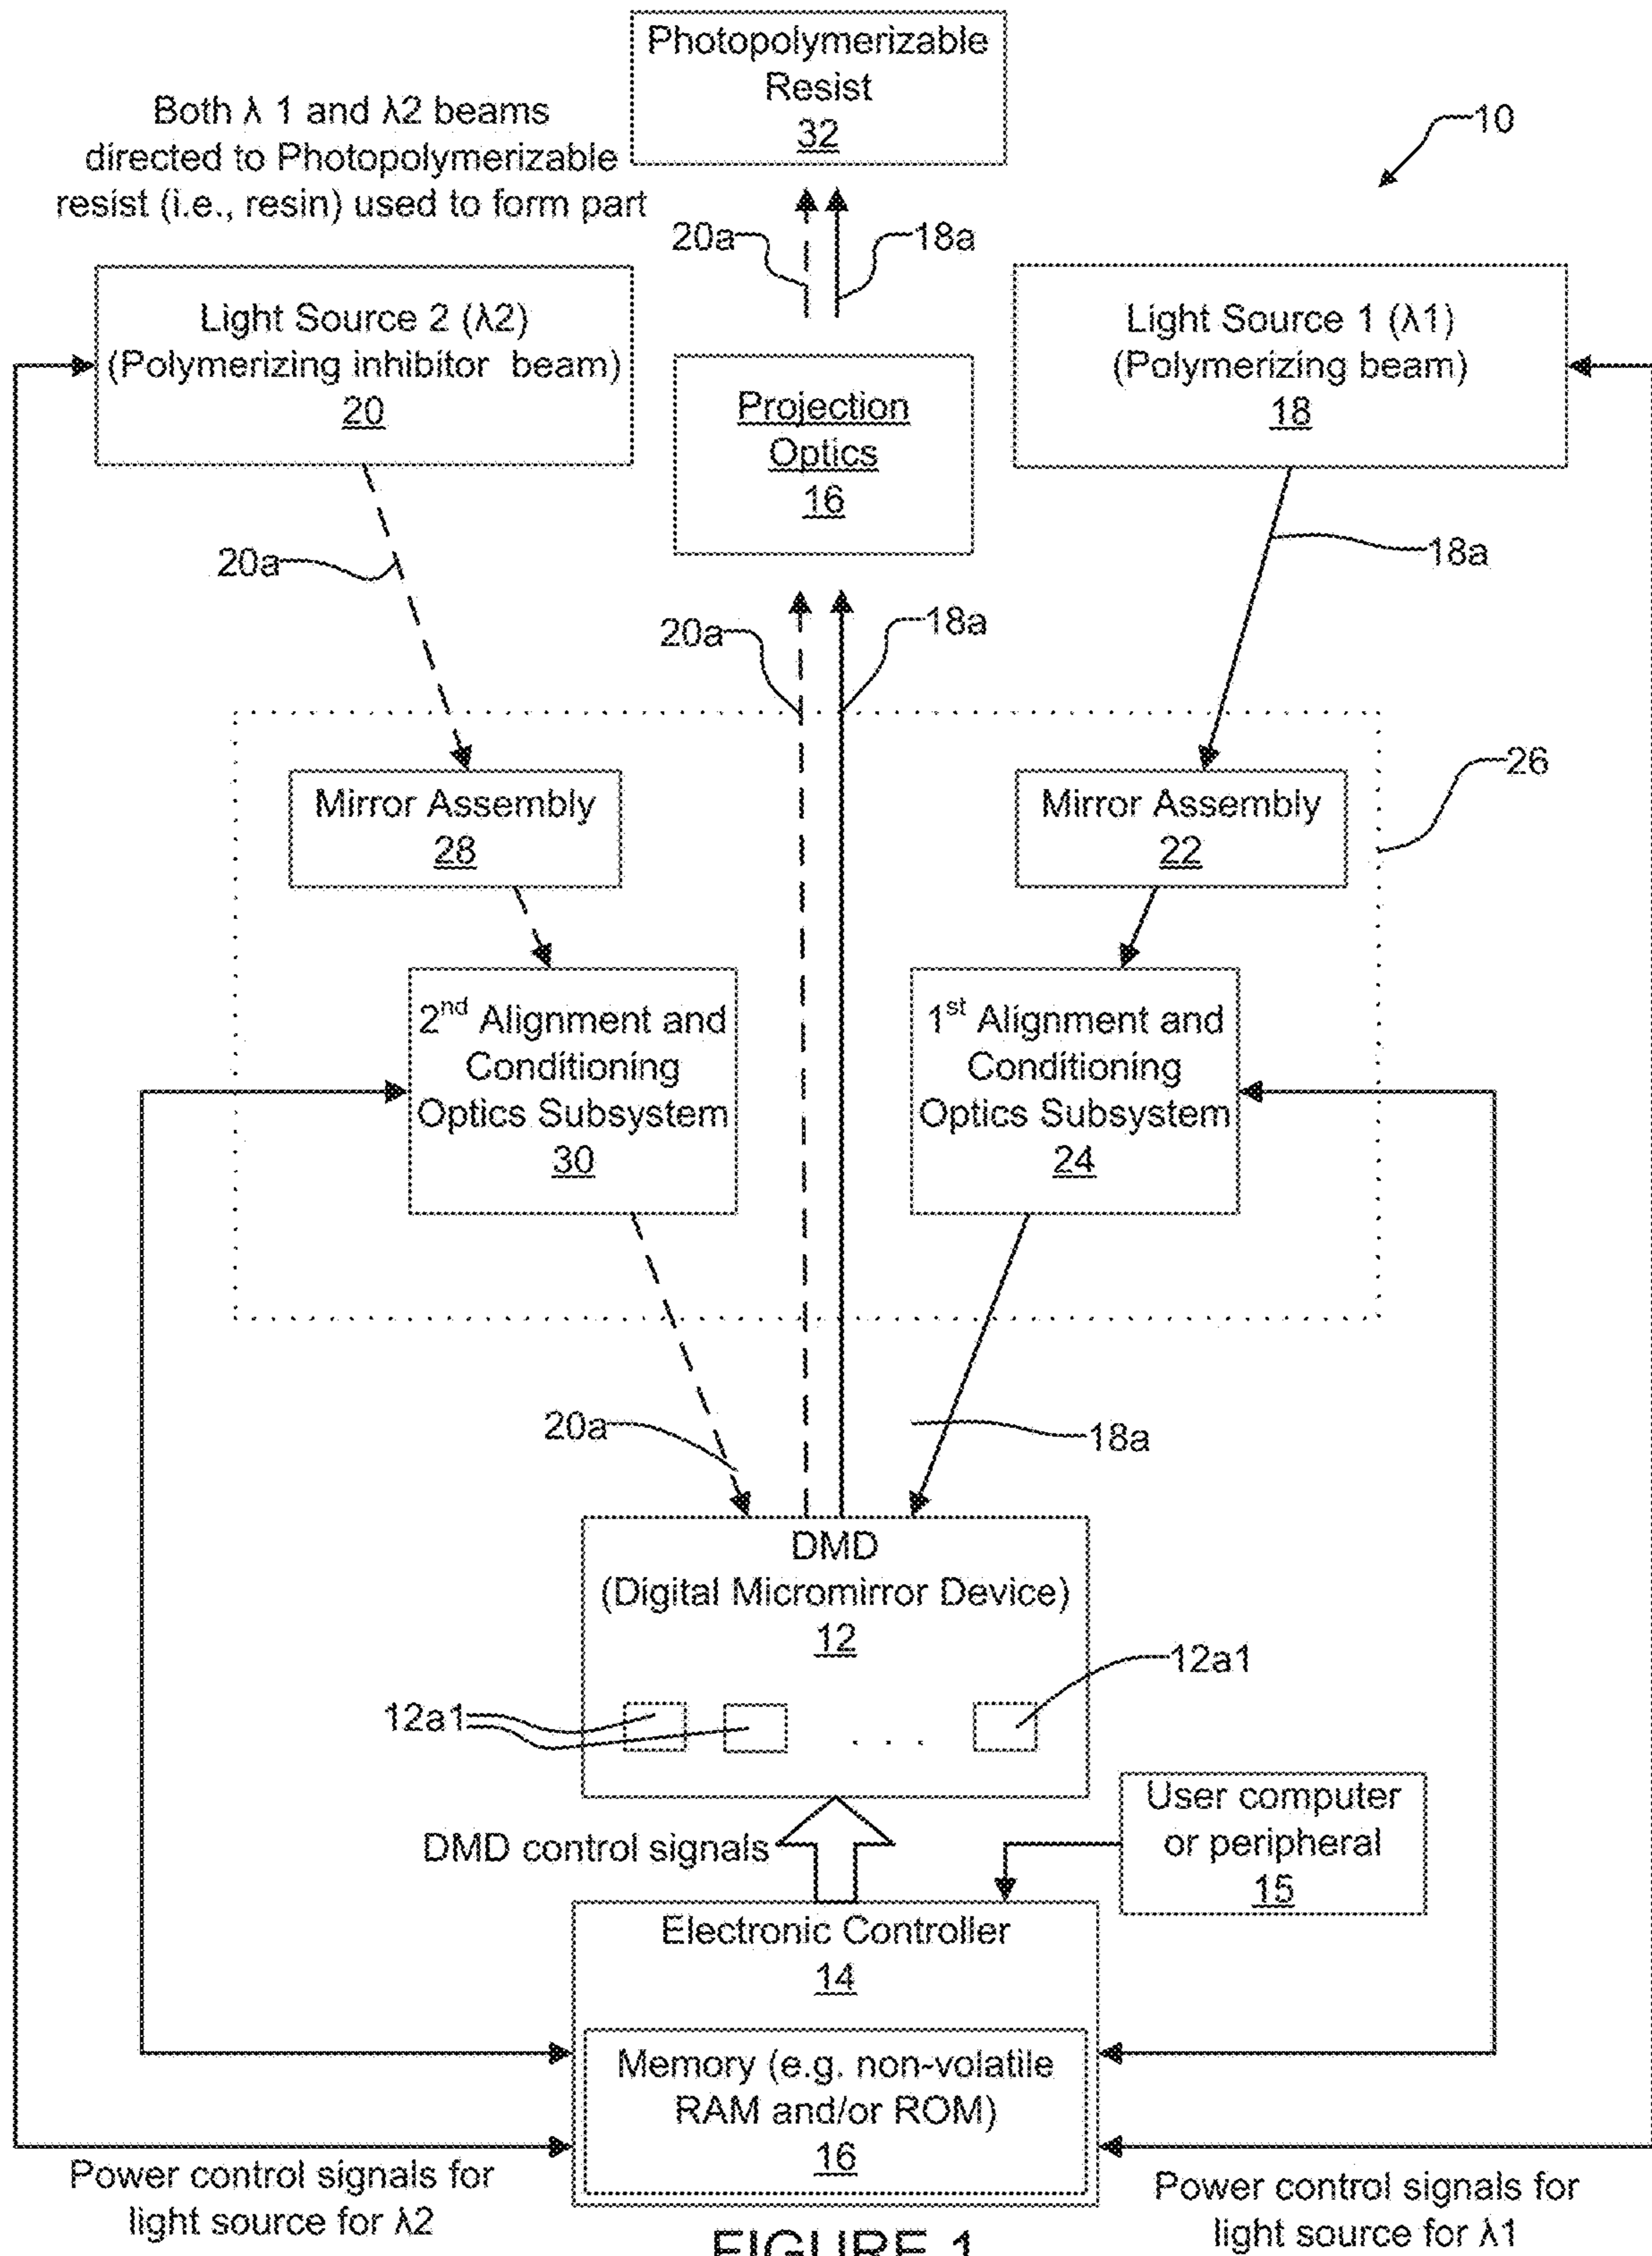 Photopolymerizable
Resist
32
Both λ 1 and λ2 beams
directed to Photopolymerizable
resist (i.e., resin) used to form part
10
20a
18a
Light Source 2 (λ2)
(Polymerizing inhibitor beam)
20
Projection
Optics
16
Light Source 1 (λ1)
(Polymerizing beam)
18
20a
18a
20a
18a
26
Mirror Assembly
28
Mirror Assembly
22
2nd Alignment and
Conditioning
Optics Subsystem
30
1st Alignment and
Conditioning
Optics Subsystem
24
20a
18a
DMD
(Digital Micromirror Device)
12
12a1
12a1
. . .
DMD control signals
User computer
or peripheral
15
Electronic Controller
14
Memory (e.g. non-volatile
RAM and/or ROM)
16
Power control signals for
light source for λ2
Power control signals for
light source for λ1
FIGURE 1